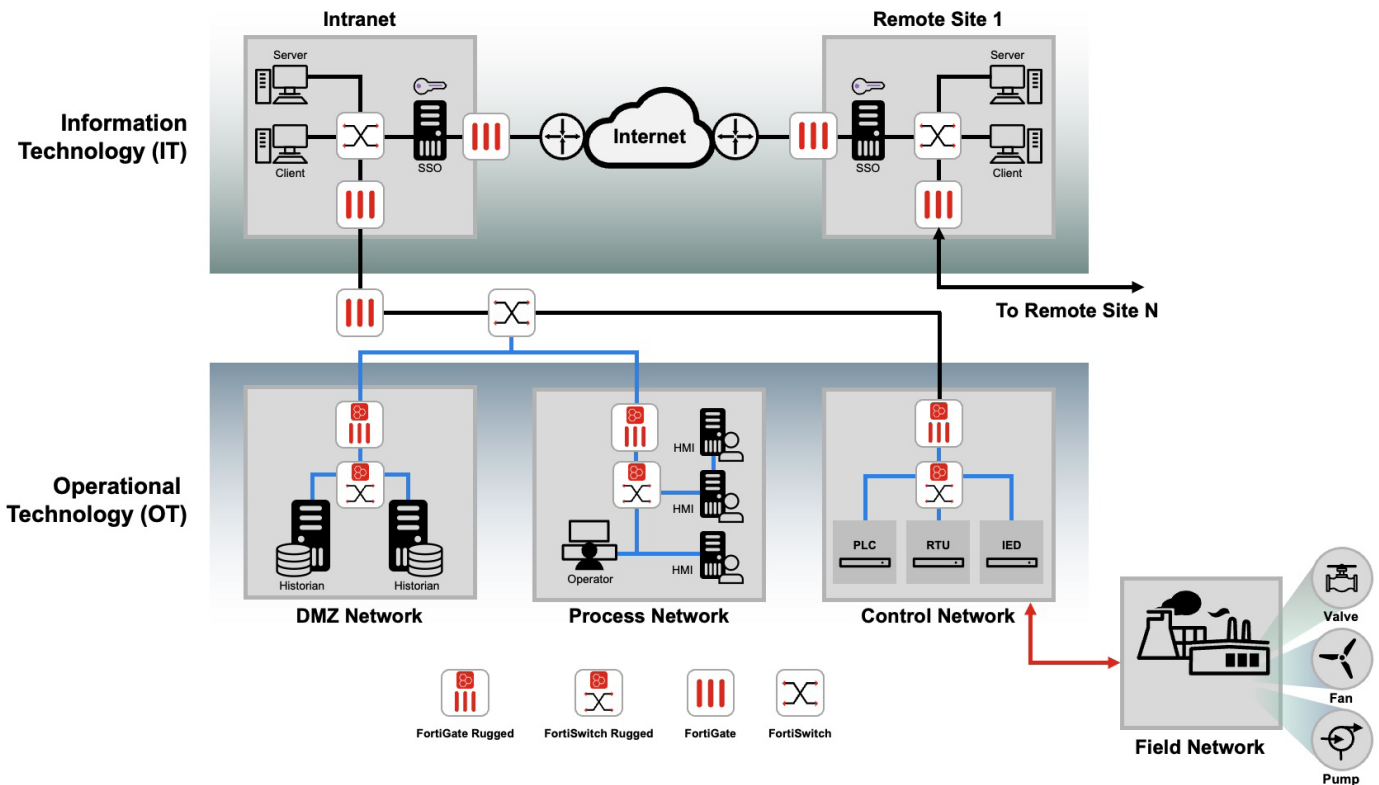 Intranet
Remote Site 1
Server
Server
Information
Technology (IT)
Internet
Client
SSO
SSO
Client
To Remote Site N
Operational
Technology (OT)
HMI
HMI
HMI
Operator
Historian
Historian
PLC
RTU
IED
DMZ Network
Process Network
Control Network
Valve
Fan
Pump
Field Network
FortiGate Rugged
FortiSwitch Rugged
FortiGate
FortiSwitch